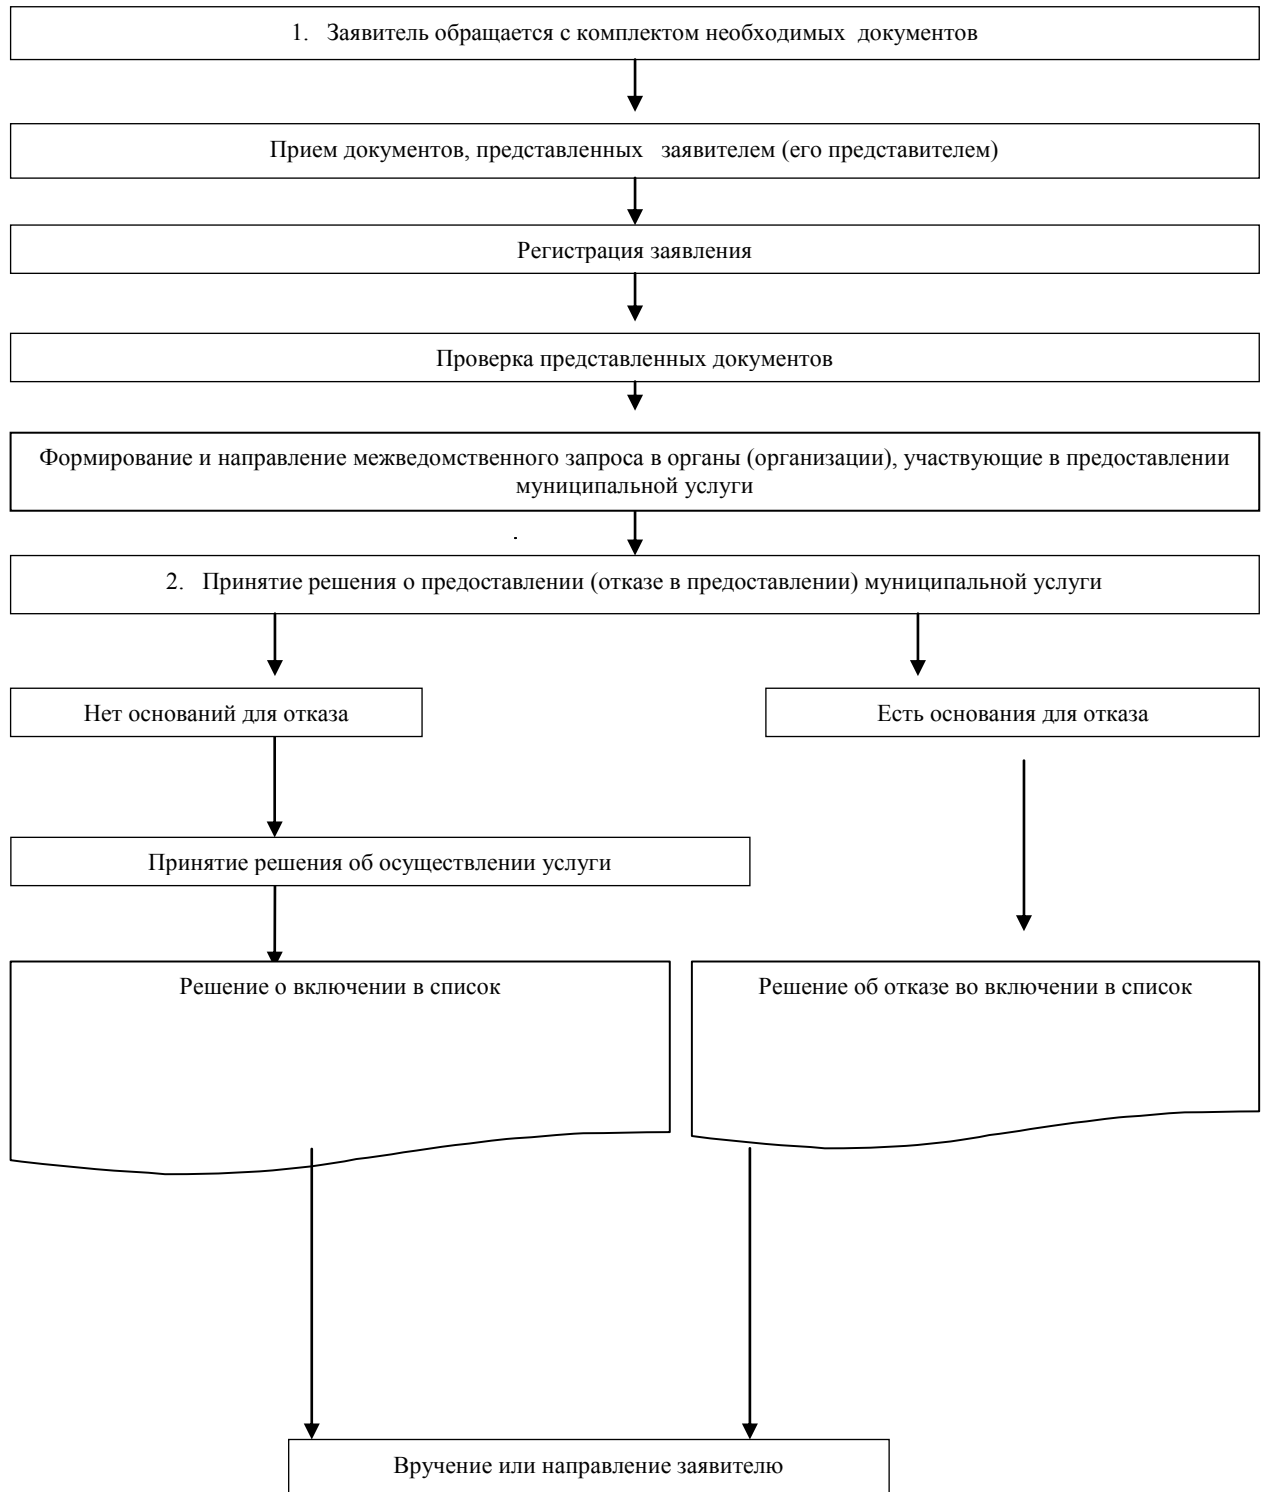 1. Заявитель обращается с комплектом необходимых документов
Прием документов, представленных заявителем (его представителем)
Регистрация заявления
Проверка представленных документов
Формирование и направление межведомственного запроса в органы (организации), участвующие в предоставлении
муниципальной услуги
2. Принятие решения о предоставлении (отказе в предоставлении) муниципальной услуги
Нет оснований для отказа
Есть основания для отказа
Принятие решения об осуществлении услуги
Решение о включении в список
Решение об отказе во включении в список
Вручение или направление заявителю